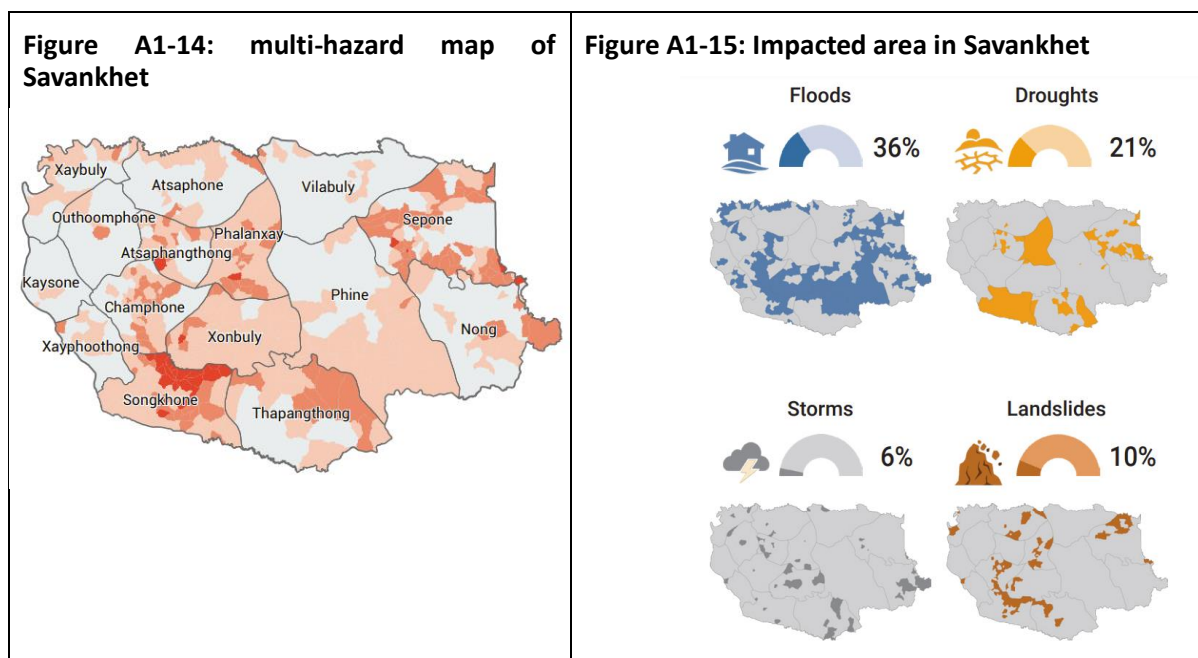 Figure A1-14: multi-hazard map of
Savankhet
Xaybuly
Atsaphone
Vilabuly
Outhoomphone
Sepone
Phalanxay
Atsaphangthong
Kaysone
Phine
Champhone
Nong
Xonbuly
Xayphoothong
Songkhone
Thapangthong
Figure A1-15: Impacted area in Savankhet
Floods
Droughts
36%
21%
Storms
Landslides
6%
10%